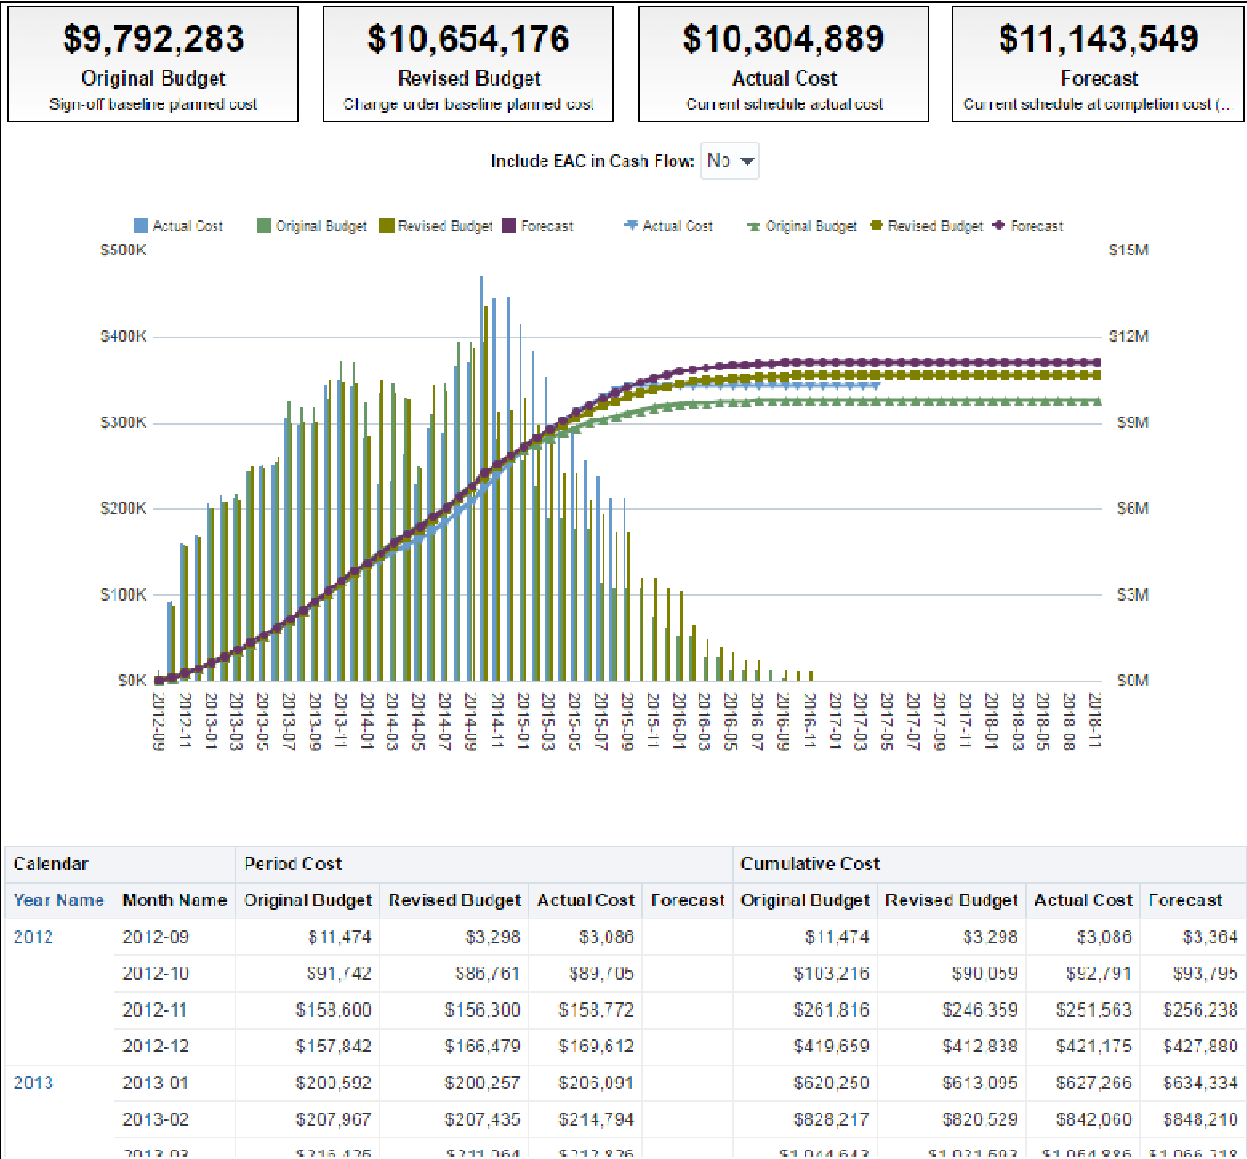 $9,792,283 $10,654,176 $10,304,889 $11,143,549
Original Budget Revised Budget Actual Cost Forecast
Sign-off baseline planned cost Change order baseline planned cost Current schedule actual cost Current schedule at completion cost (...
Include EAC in Cash Flow: No
Actual Cost Original Budget Revised Budget Forecast Actual Cost Original Budget Revised Budget Forecast
$500K $15M
$400K $12M
$300K $9M
$200K $6M
$100K $3M
$0K $0M
2012-09 2012-11 2013-01 2013-03 2013-05 2013-07 2013-09 2013-11 2014-01 2014-03 2014-05 2014-07 2014-09 2014-11 2015-01 2015-03 2015-05 2015-07 2015-09 2015-11 2016-01 2016-03 2016-05 2016-07 2016-09 2016-11 2017-01 2017-03 2017-05 2017-07 2017-09 2017-11 2018-01 2018-03 2018-05 2018-08 2018-11
Calendar Period Cost Cumulative Cost
Year Name Month Name Original Budget Revised Budget Actual Cost Forecast Original Budget Revised Budget Actual Cost Forecast
2012 2012-09 $11,474 $3,298 $3,086 $11,474 $3,298 $3,086 $3,364
2012-10 $91,742 $86,761 $89,705 $103,216 $90,059 $92,791 $93,795
2012-11 $158,600 $156,300 $158,772 $261,816 $246,359 $251,563 $256,238
2012-12 $157,842 $166,479 $169,612 $419,659 $412,838 $421,175 $427,880
2013 2013-01 $200,592 $200,257 $206,091 $620,250 $613,095 $627,266 $634,334
2013-02 $207,967 $207,435 $214,794 $828,217 $820,529 $842,060 $848,210
2013-03